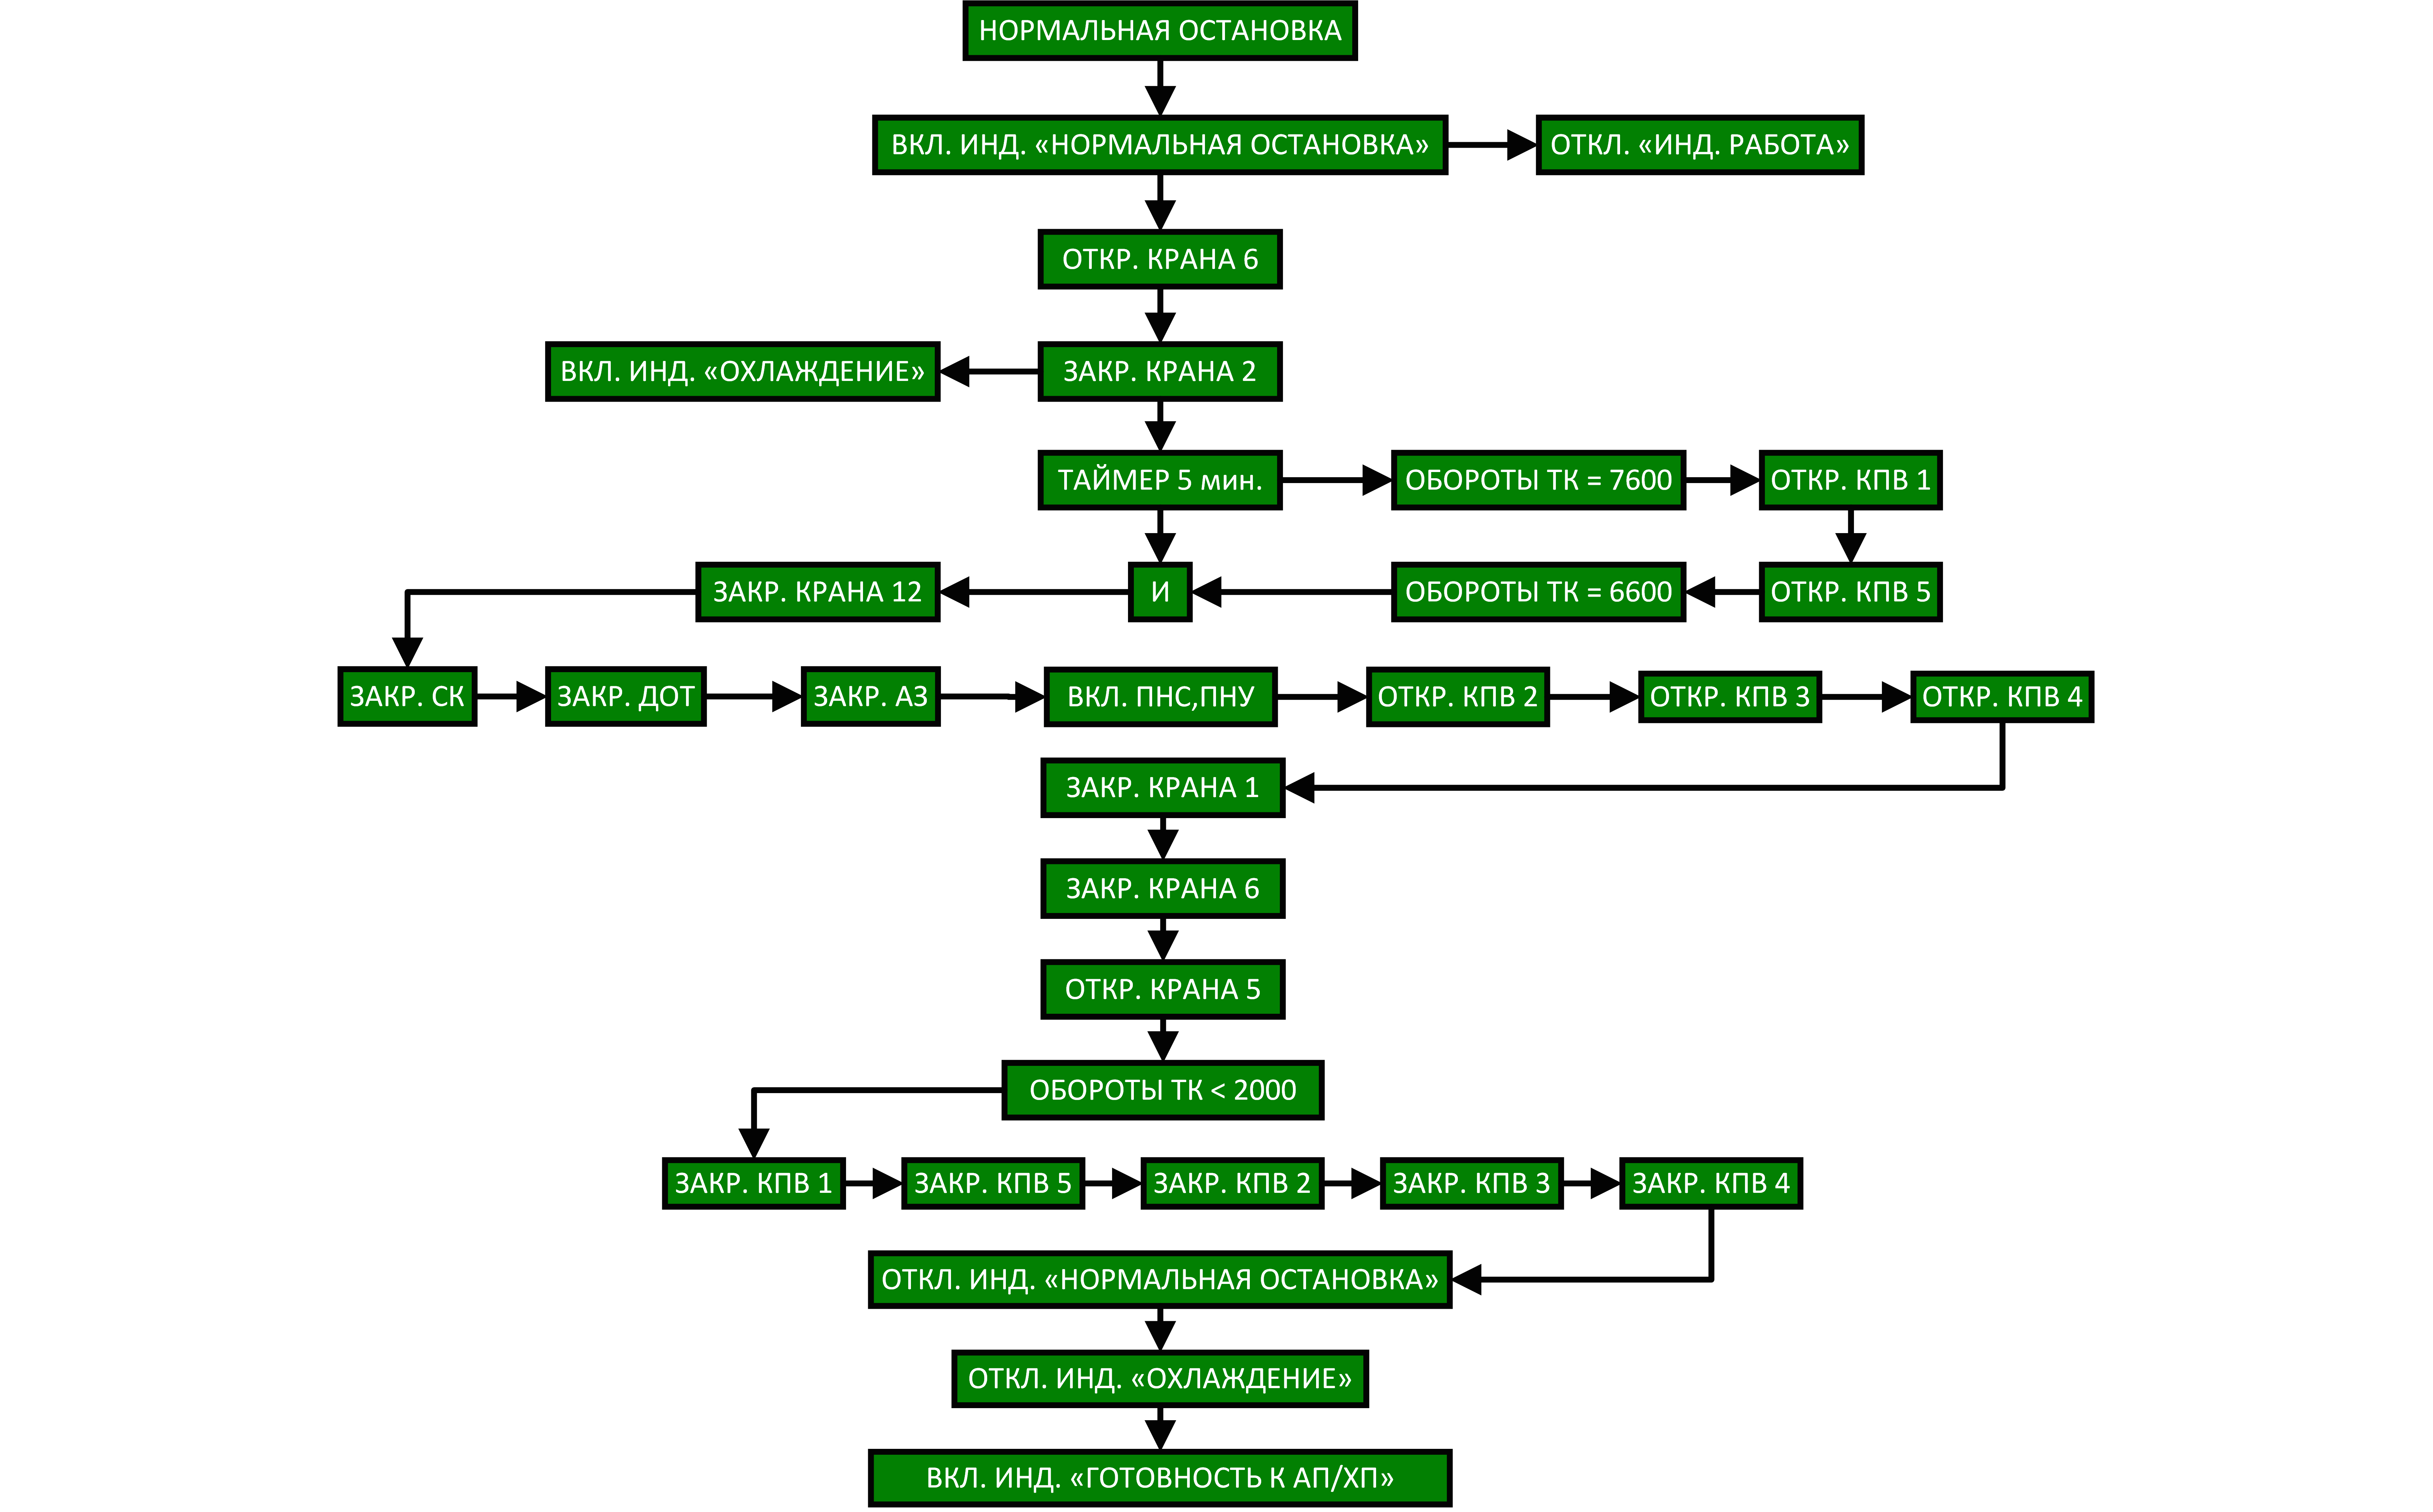 НОРМАЛЬНАЯ ОСТАНОВКА
ВКЛ. ИНД. «НОРМАЛЬНАЯ ОСТАНОВКА»
ОТКЛ. «ИНД. РАБОТА»
ОТКР. КРАНА 6
ВКЛ. ИНД. «ОХЛАЖДЕНИЕ»
ЗАКР. КРАНА 2
ТАЙМЕР 5 мин.
ОБОРОТЫ ТК = 7600
ОТКР. КПВ 1
ЗАКР. КРАНА 12
И
ОБОРОТЫ ТК = 6600
ОТКР. КПВ 5
ЗАКР. СК
ЗАКР. ДОТ
ЗАКР. АЗ
ВКЛ. ПНС,ПНУ
ОТКР. КПВ 2
ОТКР. КПВ 3
ОТКР. КПВ 4
ЗАКР. КРАНА 1
ЗАКР. КРАНА 6
ОТКР. КРАНА 5
ОБОРОТЫ ТК < 2000
ЗАКР. КПВ 1
ЗАКР. КПВ 5
ЗАКР. КПВ 2
ЗАКР. КПВ 3
ЗАКР. КПВ 4
ОТКЛ. ИНД. «НОРМАЛЬНАЯ ОСТАНОВКА»
ОТКЛ. ИНД. «ОХЛАЖДЕНИЕ»
ВКЛ. ИНД. «ГОТОВНОСТЬ К АП/ХП»